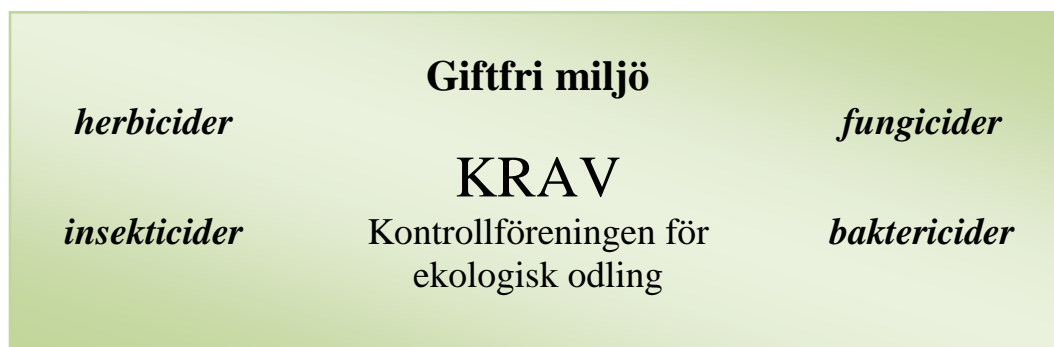 Giftfri miljö
herbicider
fungicider
KRAV
insekticider
Kontrollföreningen för
baktericider
ekologisk odling